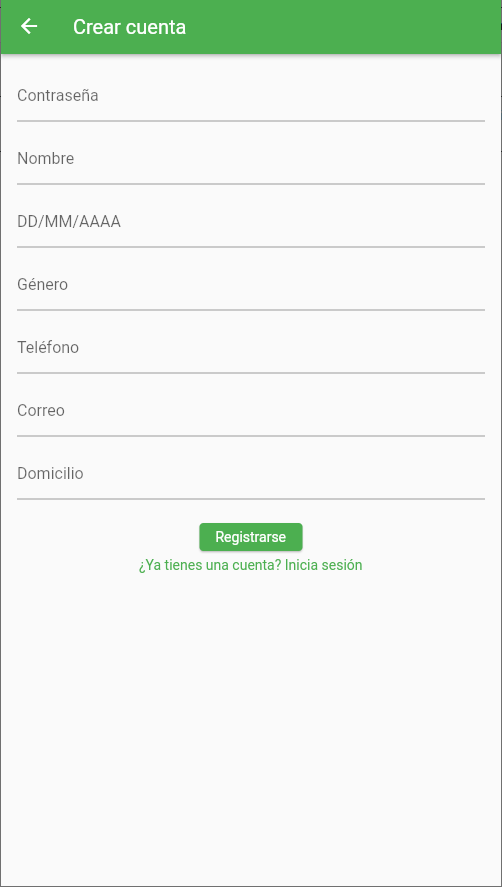 Crear cuenta
Contraseña
Nombre
DD/MM/AAAA
Género
Teléfono
Correo
Domicilio
Registrarse
¿Ya tienes una cuenta? Inicia sesión